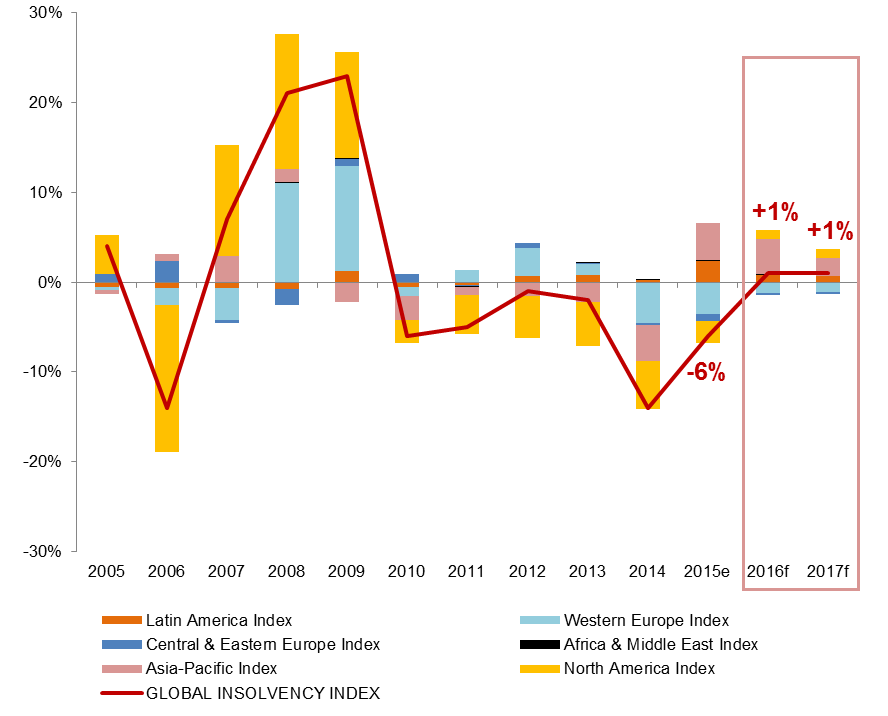 30%
20%
10%
0%
-10%
-20%
-30%
+1%
+1%
-6%
2005 2006 2007 2008 2009 2010 2011 2012 2013 2014 2015e 2016f 2017f
Latin America Index Western Europe Index
Central & Eastern Europe Index Africa & Middle East Index
Asia-Pacific Index North America Index
GLOBAL INSOLVENCY INDEX